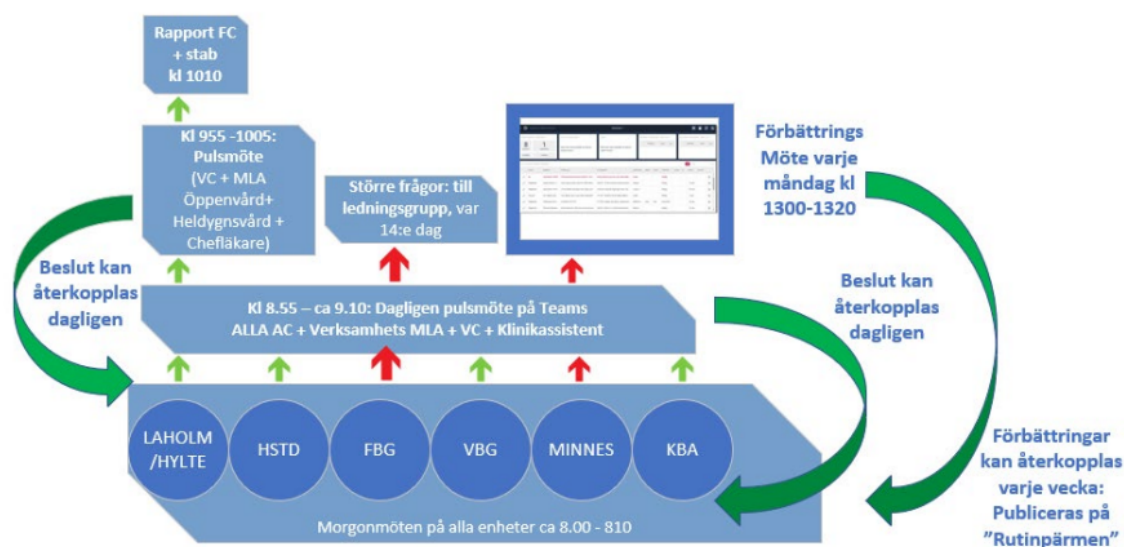 Rapport FC
+ stab
kl 1010
Kl 955 -1005:
Pulsmöte
(VC + MLA
Öppenvård+
Heldygnsvård +
Chefläkare)
Större frågor: till
ledningsgrupp, var
14:e dag
Förbättrings
Möte varje
måndag kl
1300-1320
Beslut kan
återkopplas
dagligen
Kl 8.55 – ca 9.10: Dagligen pulsmöte på Teams
ALLA AC + Verksamhets MLA + VC + Klinikassistent
Beslut kan
återkopplas
dagligen
LAHOLM
/HYLTE
HSTD
FBG
VBG
MINNES
KBA
Morgonmöten på alla enheter ca 8.00 - 810
Förbättringar
kan återkopplas
varje vecka:
Publiceras på
”Rutinpärmen”